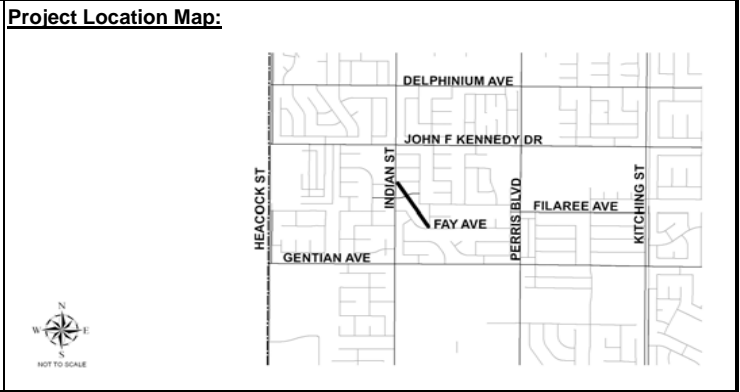 Project Location Map:
DELPHINIUM AVE
JOHN F KENNEDY DR
HEACOCK ST
INDIAN ST
PERRIS BLVD
KITCHING ST
FILAREE AVE
FAY AVE
GENTIAN AVE
N
W E
S
NOT TO SCALE